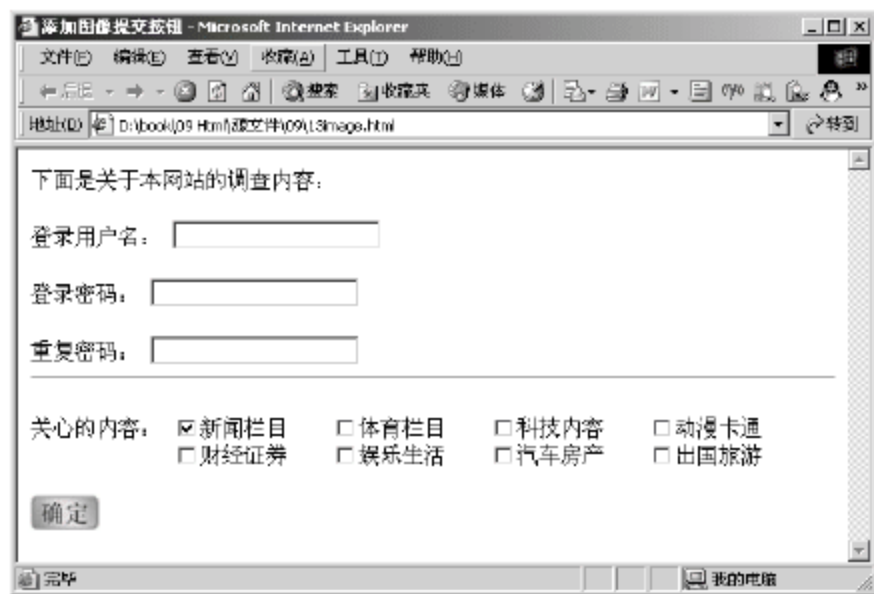 添加图像提交按钮 - Microsoft Internet Explorer
文件(F) 编辑(E) 查看(V) 收藏(A) 工具(T) 帮助(H)
后退 搜索 收藏夹 媒体
地址(D) D:\book\09 Html\源文件\09\13image.html 转到
下面是关于本网站的调查内容：
登录用户名：
登录密码：
重复密码：
关心的内容： 新闻栏目 体育栏目 科技内容 动漫卡通
财经证券 娱乐生活 汽车房产 出国旅游
确定
完毕 我的电脑